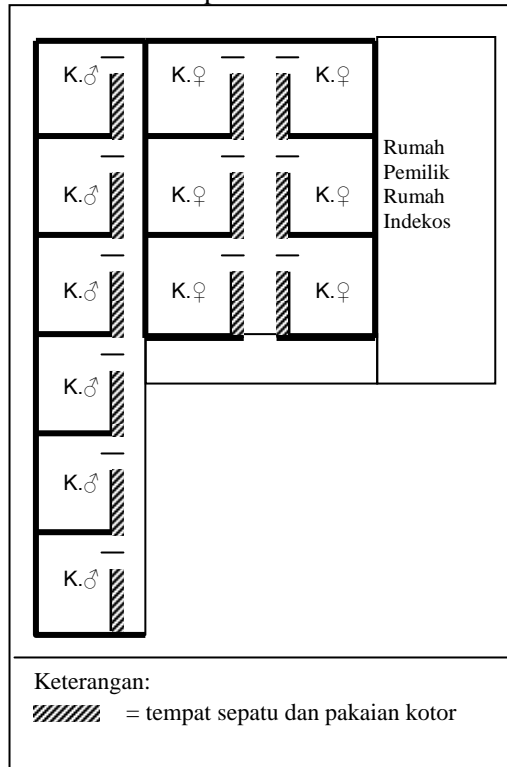 K.♂ K.♀ K.♀
K.♂ K.♀ K.♀
K.♂ K.♀ K.♀
K.♂
K.♂
K.♂
Rumah
Pemilik
Rumah
Indekos
Keterangan:
= tempat sepatu dan pakaian kotor